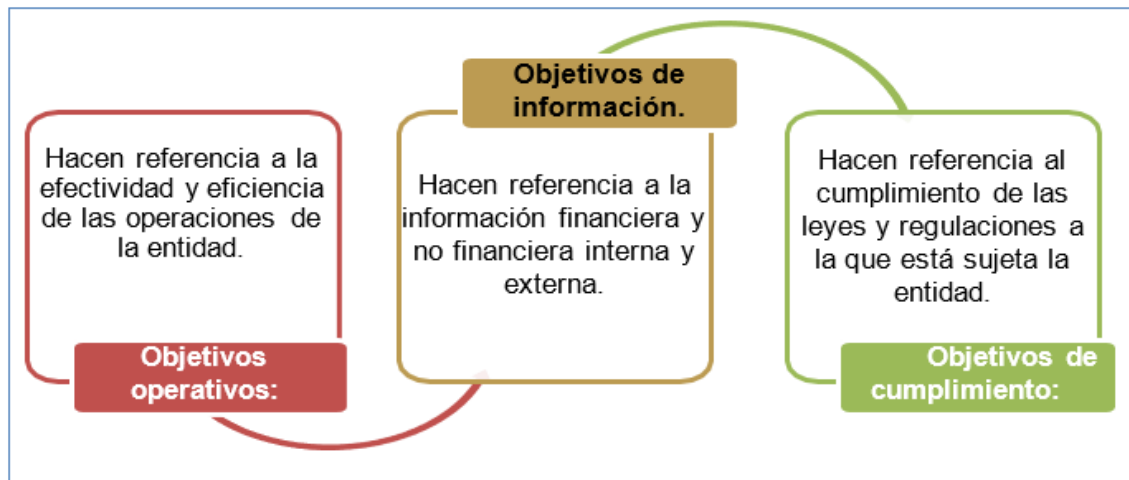 Hacen referencia a la
efectividad y eficiencia
de las operaciones de
la entidad.
Objetivos
operativos:
Objetivos de
información.
Hacen referencia a la
información financiera y
no financiera interna y
externa.
Hacen referencia al
cumplimiento de las
leyes y regulaciones a
la que está sujeta la
entidad.
Objetivos de
cumplimiento: